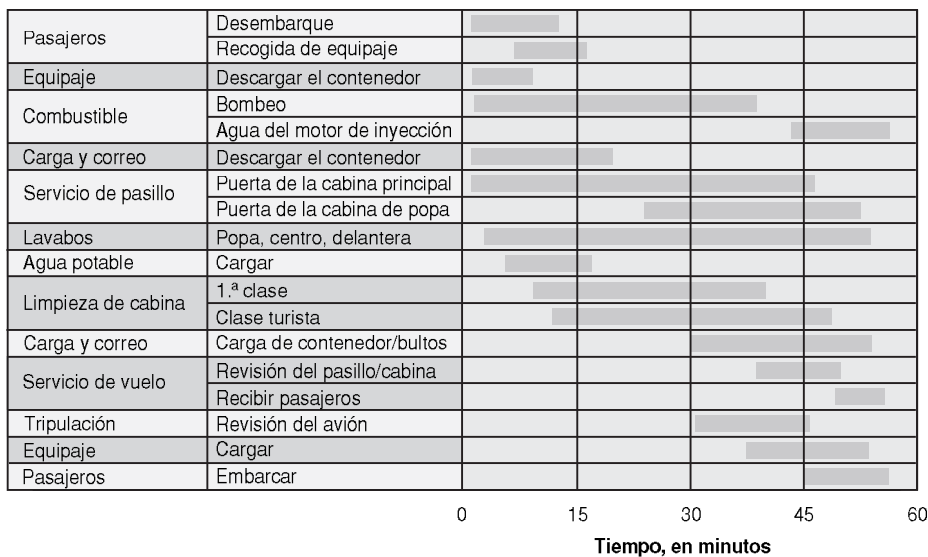 Pasajeros
Desembarque
Recogida de equipaje
Equipaje
Descargar el contenedor
Combustible
Bombeo
Agua del motor de inyección
Carga y correo
Descargar el contenedor
Servicio de pasillo
Puerta de la cabina principal
Puerta de la cabina de popa
Lavabos
Popa, centro, delantera
Agua potable
Cargar
Limpieza de cabina
1.ª clase
Clase turista
Carga y correo
Carga de contenedor/bultos
Servicio de vuelo
Revisión del pasillo/cabina
Recibir pasajeros
Tripulación
Revisión del avión
Equipaje
Cargar
Pasajeros
Embarcar
0 15 30 45 60
Tiempo, en minutos